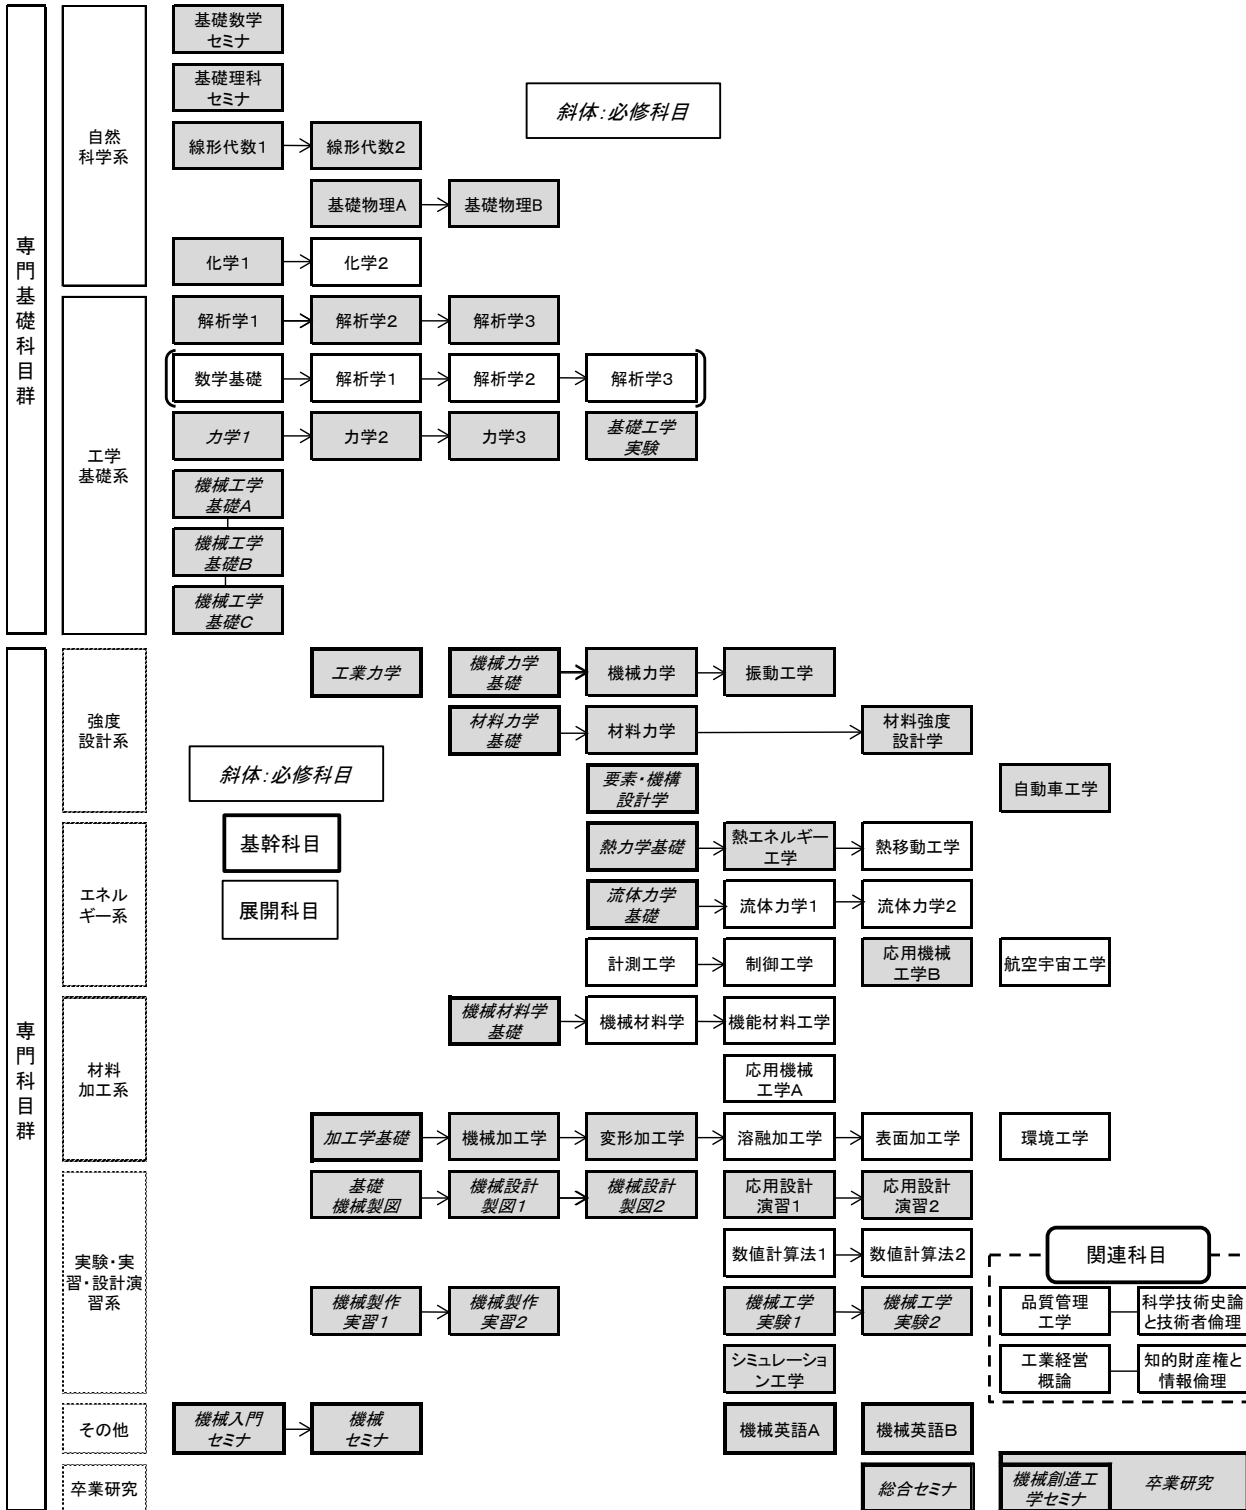 専門基礎科目群
自然
科学系
基礎数学
セミナ
基礎理科
セミナ
斜体:必修科目
線形代数1
線形代数2
基礎物理A
基礎物理B
化学1
化学2
工学
基礎系
解析学1
解析学2
解析学3
数学基礎
解析学1
解析学2
解析学3
力学1
力学2
力学3
基礎工学
実験
機械工学
基礎A
機械工学
基礎B
機械工学
基礎C
専門科目群
強度
設計系
工業力学
機械力学
基礎
機械力学
振動工学
材料力学
基礎
材料力学
材料強度
設計学
斜体:必修科目
要素・機構
設計学
自動車工学
基幹科目
展開科目
エネル
ギー系
熱力学基礎
熱エネルギー
工学
熱移動工学
流体力学
基礎
流体力学1
流体力学2
計測工学
制御工学
応用機械
工学B
航空宇宙工学
材料
加工系
機械材料学
基礎
機械材料学
機能材料工学
応用機械
工学A
加工学基礎
機械加工学
変形加工学
溶融加工学
表面加工学
環境工学
実験・実
習・設計演
習系
基礎
機械製図
機械設計
製図1
機械設計
製図2
応用設計
演習1
応用設計
演習2
数値計算法1
数値計算法2
機械製作
実習1
機械製作
実習2
機械工学
実験1
機械工学
実験2
シミュレーショ
ン工学
関連科目
品質管理
工学
科学技術史論
と技術者倫理
工業経営
概論
知的財産権と
情報倫理
その他
機械入門
セミナ
機械
セミナ
機械英語A
機械英語B
卒業研究
総合セミナ
機械創造工
学セミナ
卒業研究